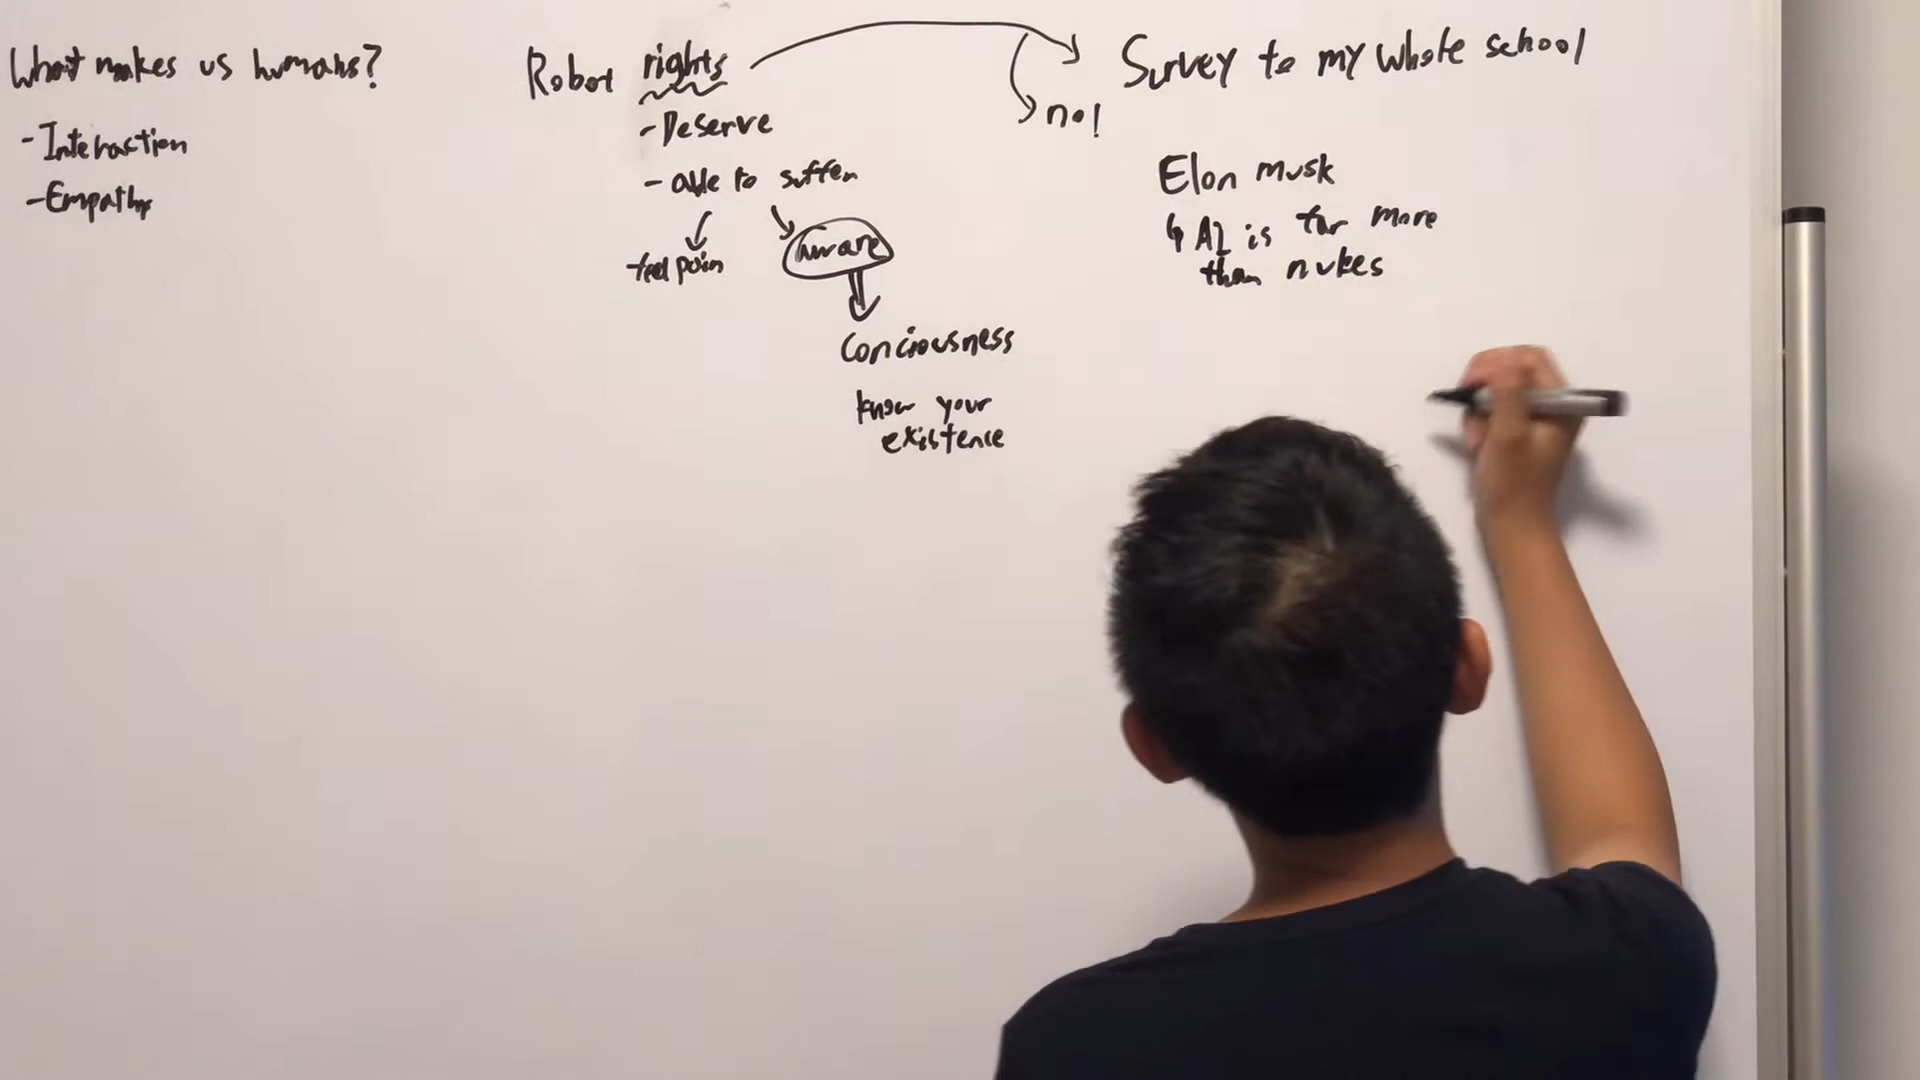 What makes us humans?
- Interaction
- Empathy
Robot rights
- Deserve
- able to suffer
feel pain
aware
Conciousness
know your
existence
Survey to my whole school
no!
Elon musk
↳ AI is far more
than nukes